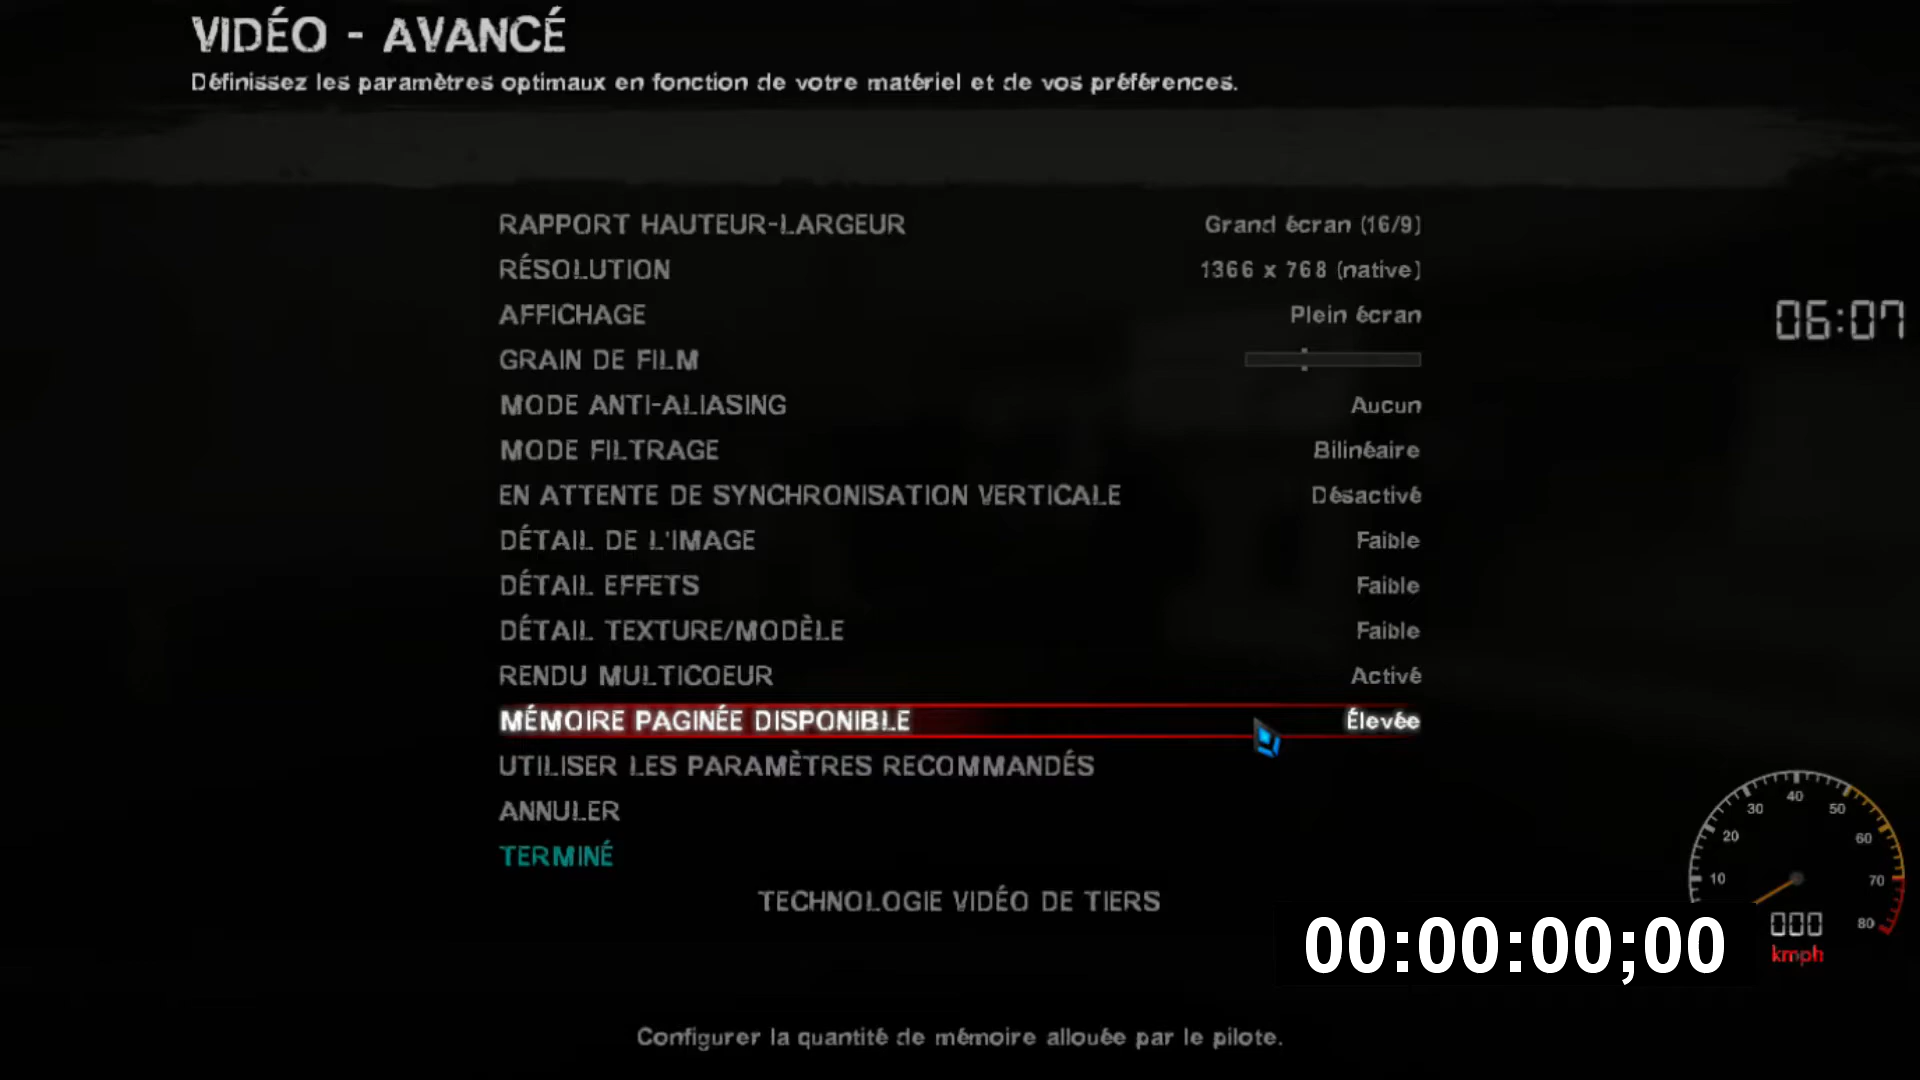 VIDÉO - AVANCÉ
Définissez les paramètres optimaux en fonction de votre matériel et de vos préférences.
RAPPORT HAUTEUR-LARGEUR Grand écran (16/9)
RÉSOLUTION 1366 x 768 (native)
AFFICHAGE Plein écran
06:07
GRAIN DE FILM
MODE ANTI-ALIASING Aucun
MODE FILTRAGE Bilinéaire
EN ATTENTE DE SYNCHRONISATION VERTICALE Désactivé
DÉTAIL DE L'IMAGE Faible
DÉTAIL EFFETS Faible
DÉTAIL TEXTURE/MODÈLE Faible
RENDU MULTICOEUR Activé
MÉMOIRE PAGINÉE DISPONIBLE Élevée
UTILISER LES PARAMÈTRES RECOMMANDÉS
ANNULER
TERMINÉ
TECHNOLOGIE VIDÉO DE TIERS
10 20 30 40 50 60 70 80
000
kmph
00:00:00;00
Configurer la quantité de mémoire allouée par le pilote.